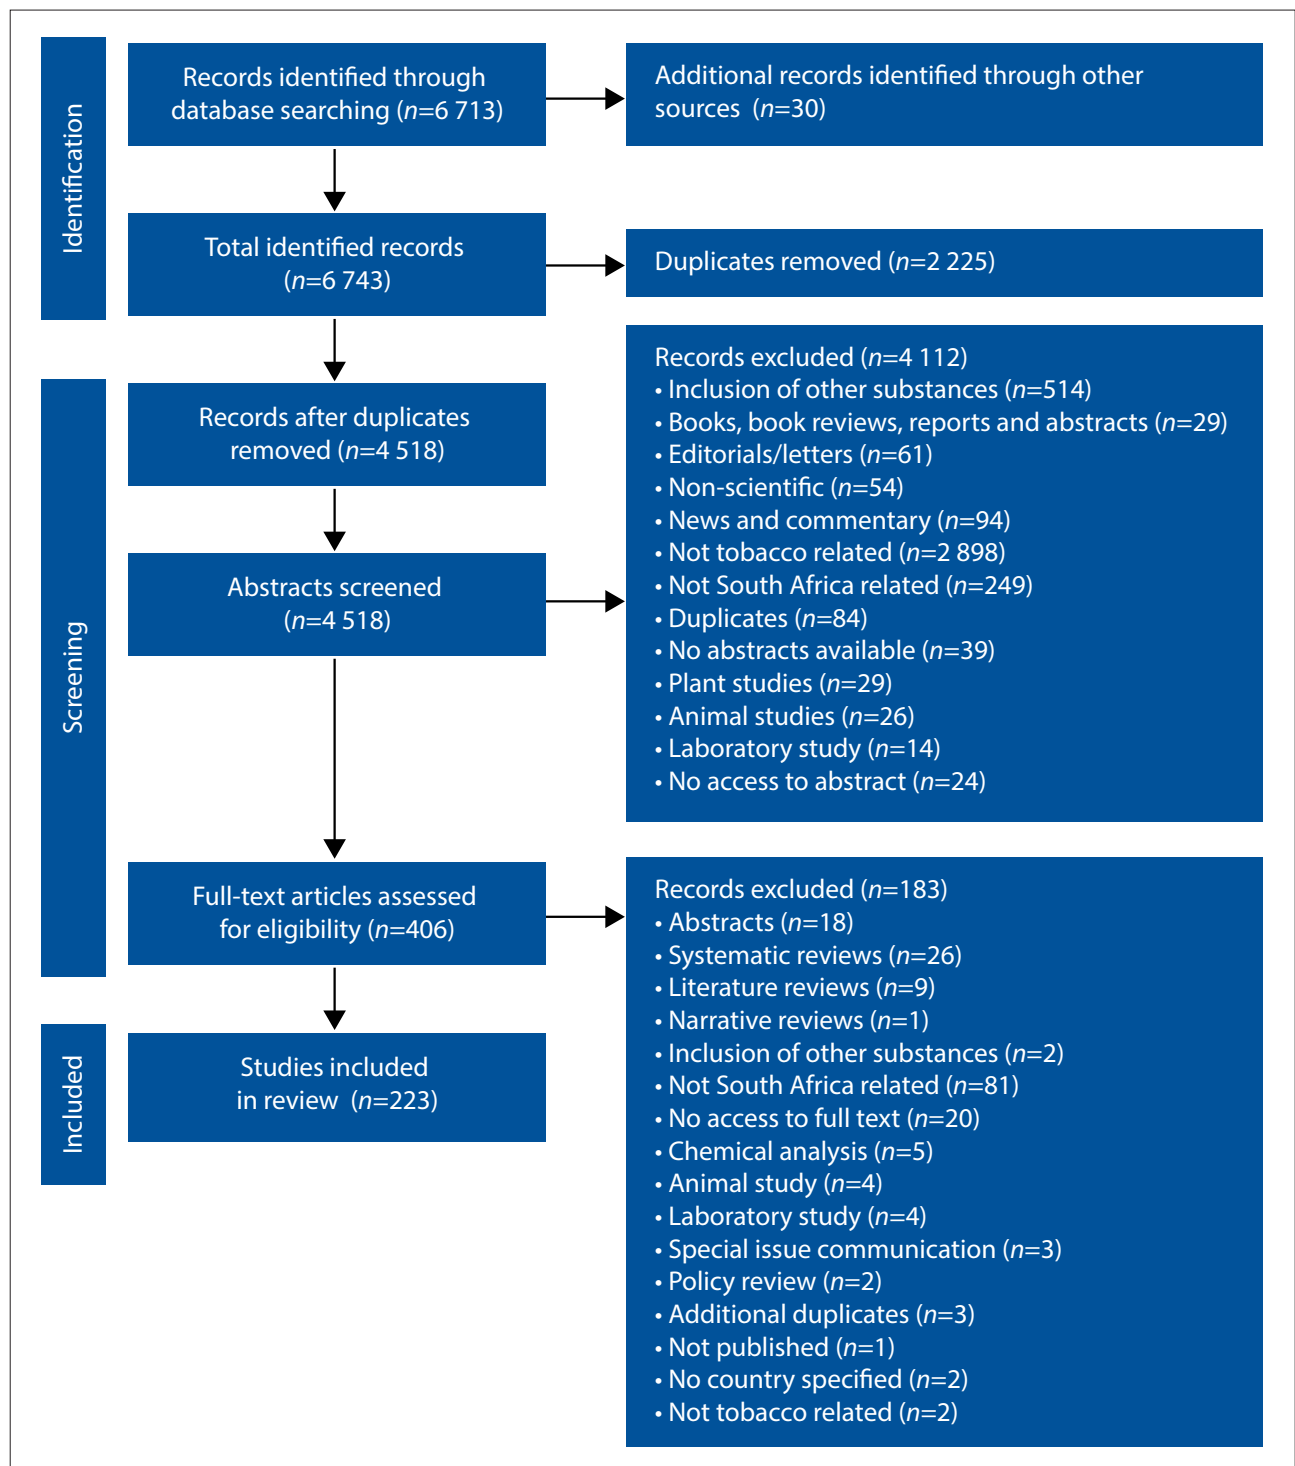 Identification
Records identified through
database searching (n=6 713)
Additional records identified through other
sources (n=30)
Total identified records
(n=6 743)
Duplicates removed (n=2 225)
Screening
Records after duplicates
removed (n=4 518)
Abstracts screened
(n=4 518)
Records excluded (n=4 112)
• Inclusion of other substances (n=514)
• Books, book reviews, reports and abstracts (n=29)
• Editorials/letters (n=61)
• Non-scientific (n=54)
• News and commentary (n=94)
• Not tobacco related (n=2 898)
• Not South Africa related (n=249)
• Duplicates (n=84)
• No abstracts available (n=39)
• Plant studies (n=29)
• Animal studies (n=26)
• Laboratory study (n=14)
• No access to abstract (n=24)
Full-text articles assessed
for eligibility (n=406)
Records excluded (n=183)
• Abstracts (n=18)
• Systematic reviews (n=26)
• Literature reviews (n=9)
• Narrative reviews (n=1)
• Inclusion of other substances (n=2)
• Not South Africa related (n=81)
• No access to full text (n=20)
• Chemical analysis (n=5)
• Animal study (n=4)
• Laboratory study (n=4)
• Special issue communication (n=3)
• Policy review (n=2)
• Additional duplicates (n=3)
• Not published (n=1)
• No country specified (n=2)
• Not tobacco related (n=2)
Included
Studies included
in review (n=223)